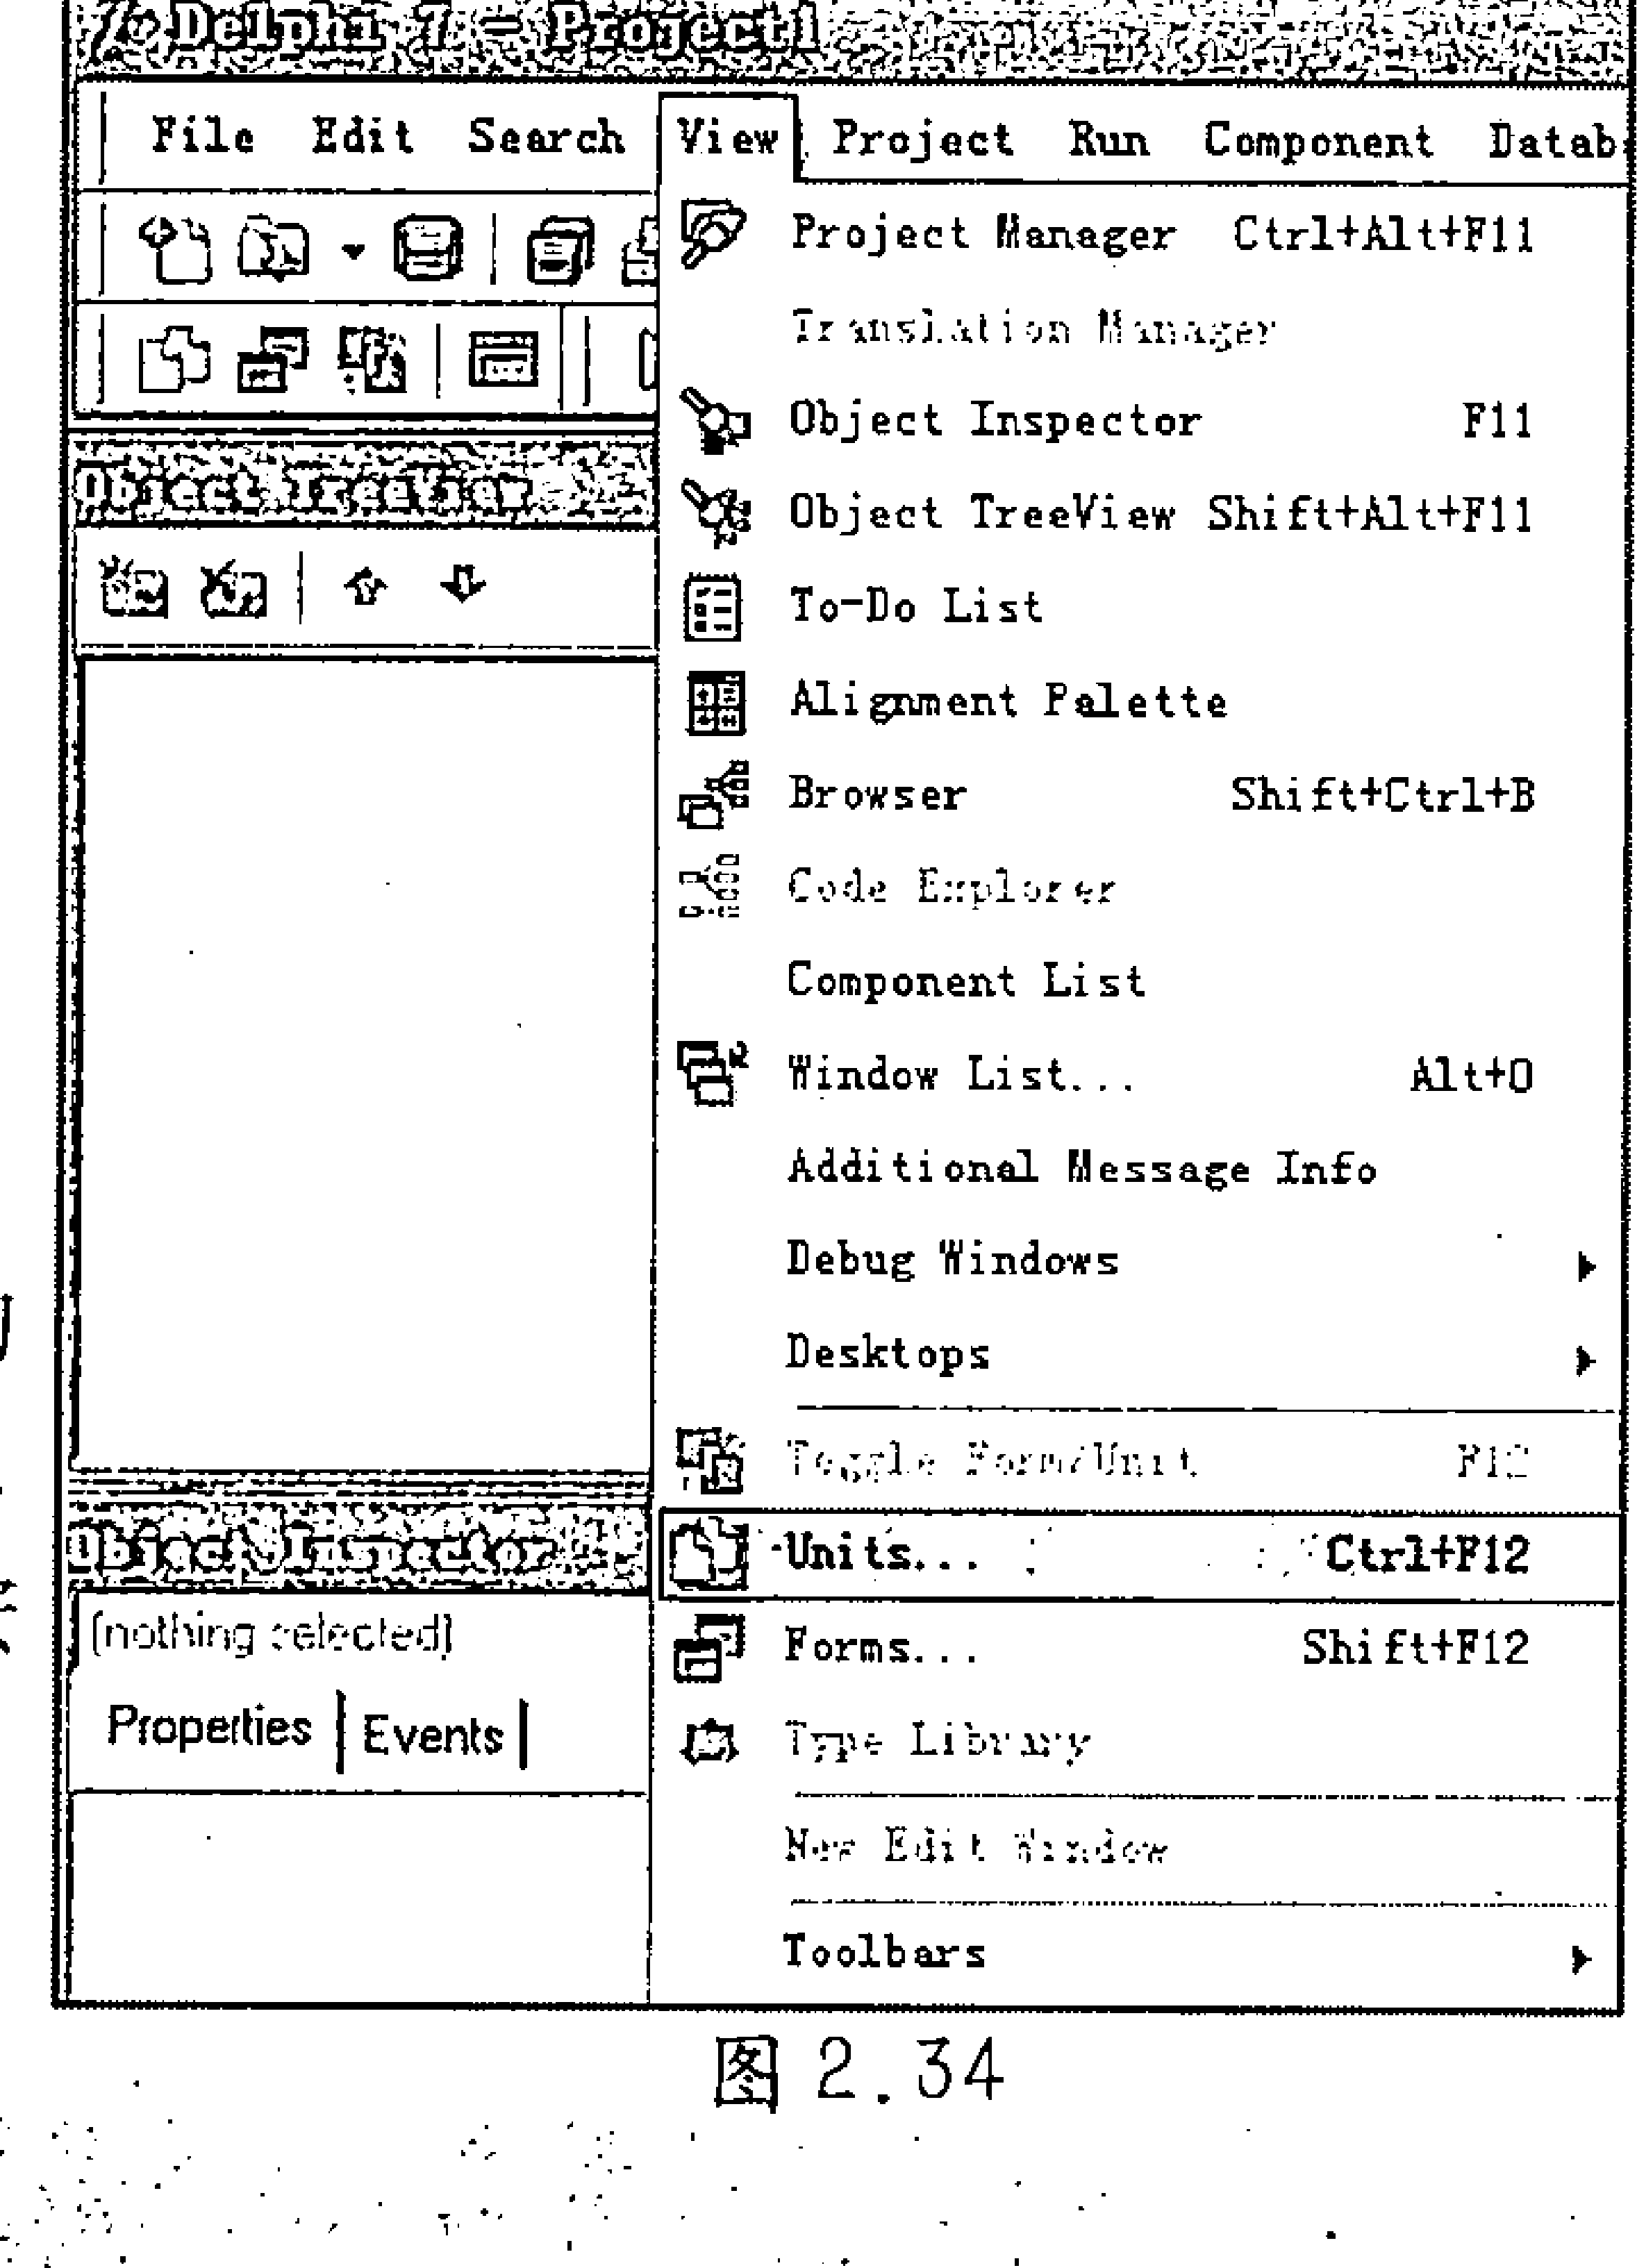 Delphi 7 - Project1
File Edit Search View Project Run Component
Project Manager Ctrl+Alt+F11
Translation Manager
Object Inspector F11
Object TreeView
Object TreeView Shift+Alt+F11
To-Do List
Alignment Palette
Browser Shift+Ctrl+B
Code Explorer
Component List
Window List... Alt+0
Additional Message Info
Debug Windows
Desktops
Toggle Form/Unit F12
Object Inspector
Units... Ctrl+F12
(nothing selected)
Forms... Shift+F12
Properties Events
Type Library
New Edit Window
Toolbars
图 2.34